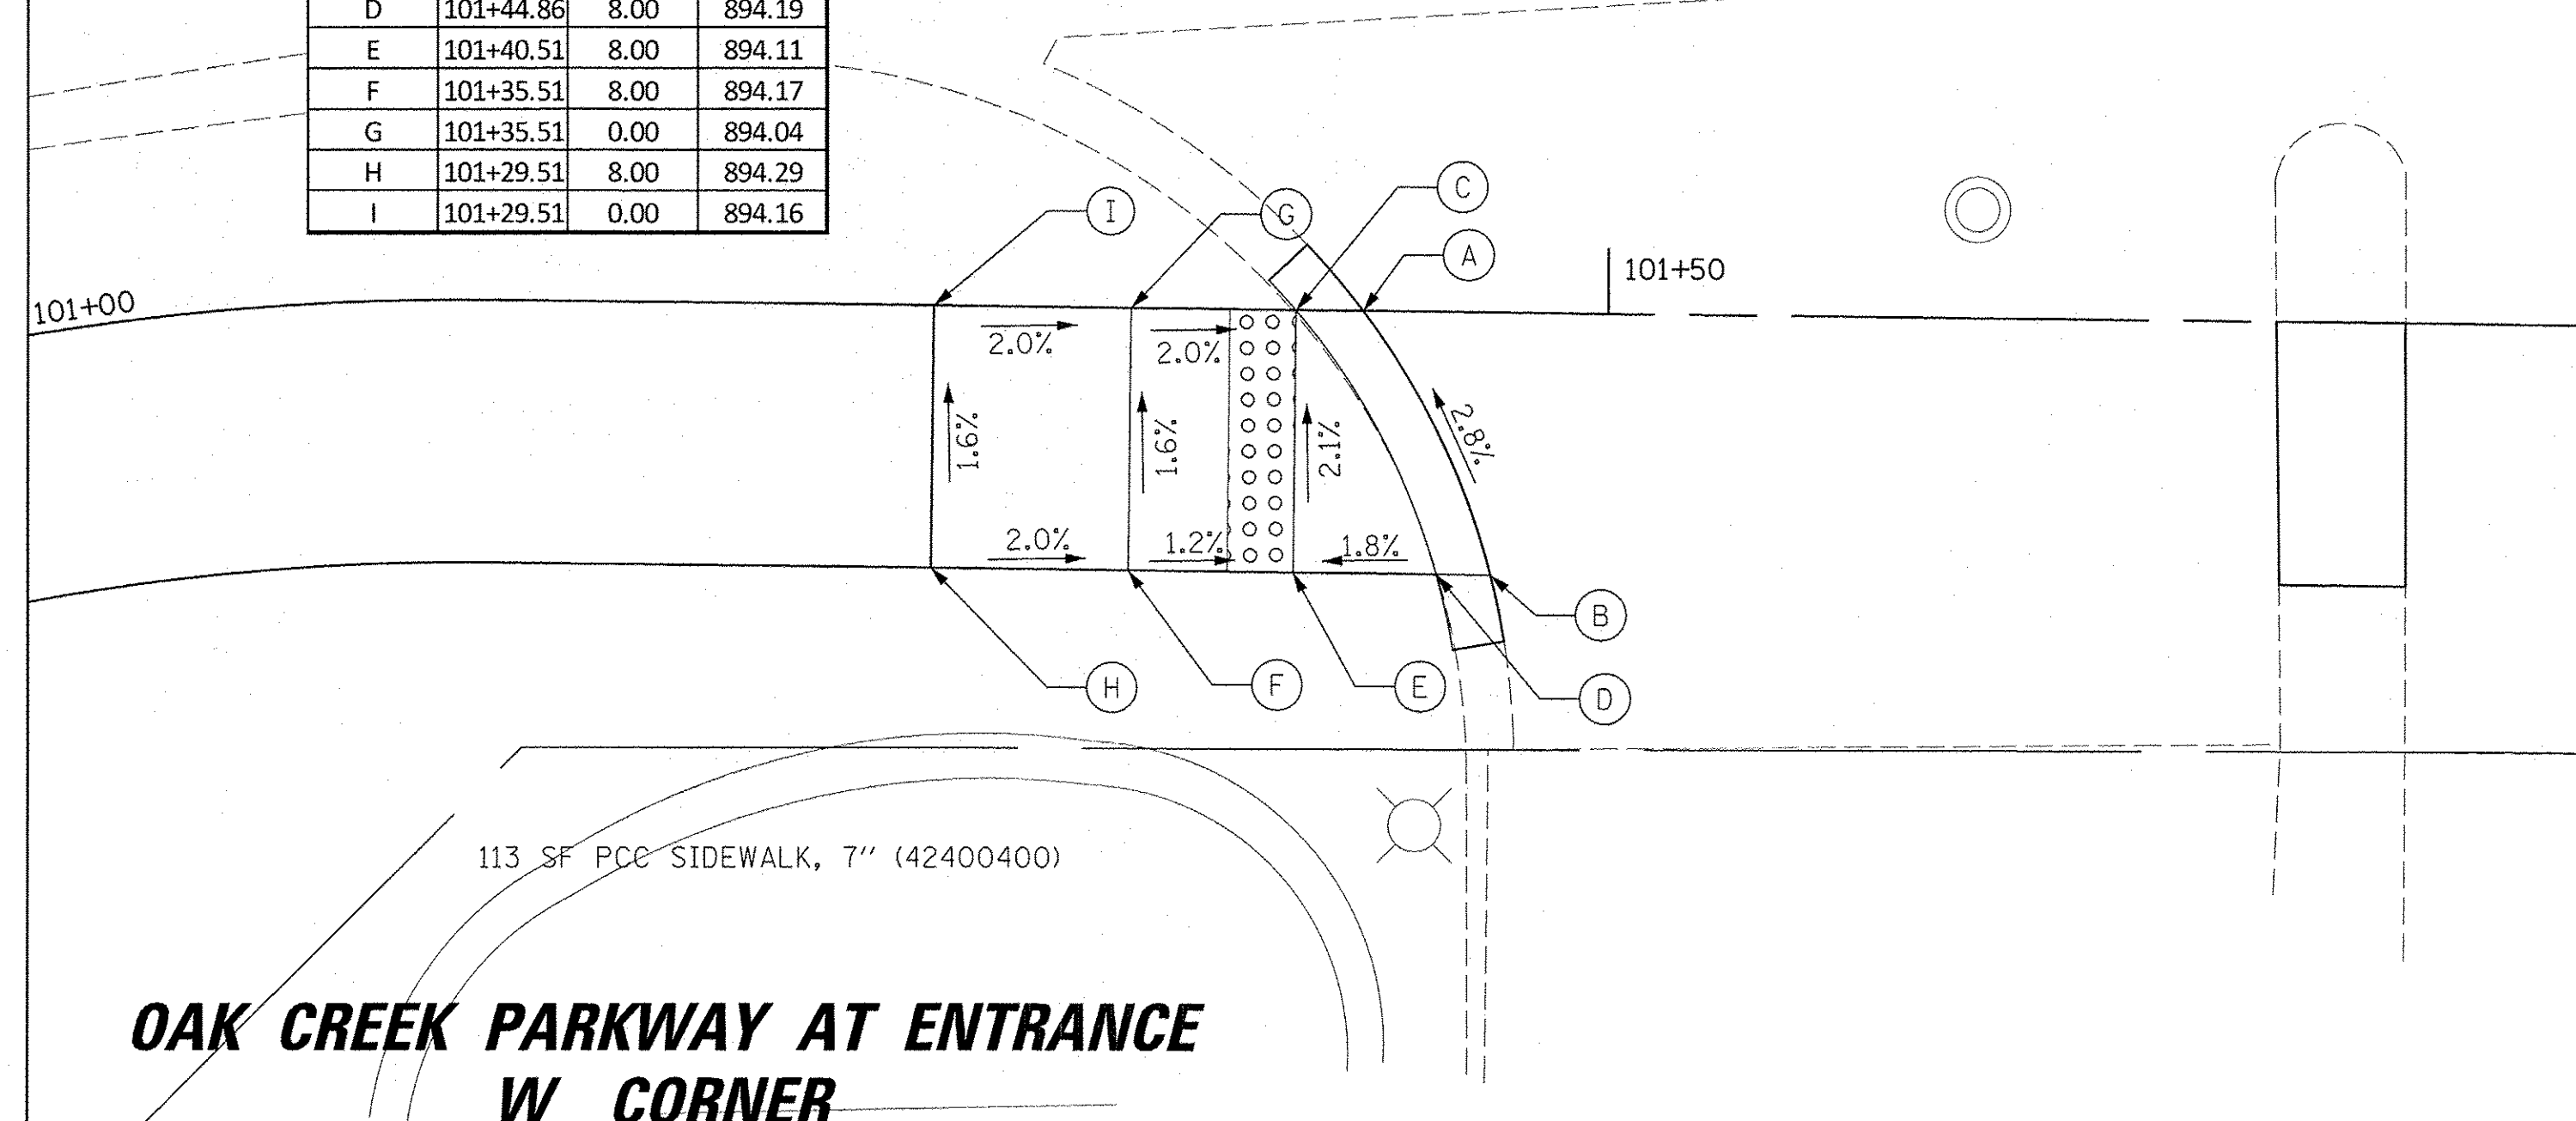 D 101+44.86 8.00 894.19
E 101+40.51 8.00 894.11
F 101+35.51 8.00 894.17
G 101+35.51 0.00 894.04
H 101+29.51 8.00 894.29
I 101+29.51 0.00 894.16
C
I
G
A
101+50
101+00
2.0%
2.0%
1.6%
1.6%
2.1%
2.8%
2.0%
1.2%
1.8%
B
H
F
E
D
113 SF PCC SIDEWALK, 7" (42400400)
OAK CREEK PARKWAY AT ENTRANCE
W CORNER